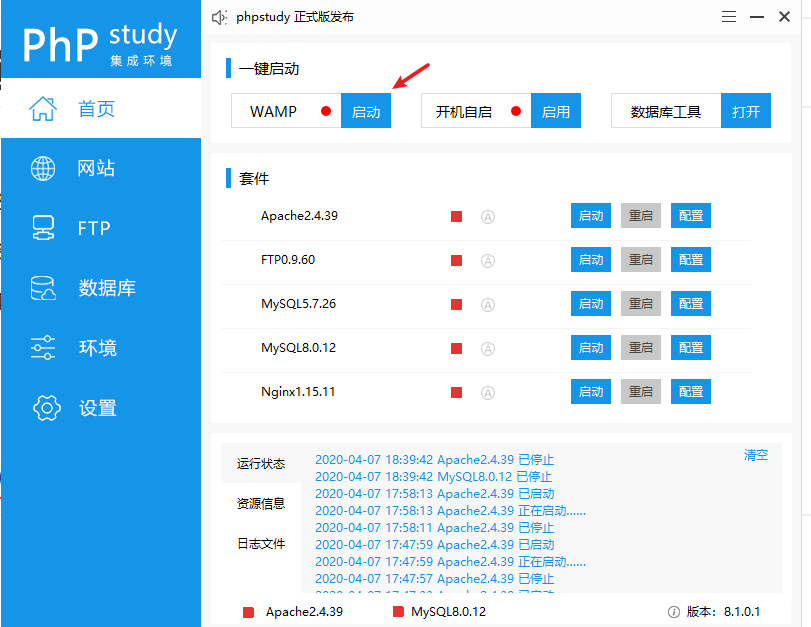 PhP study
集成环境
phpstudy 正式版发布
首页
网站
FTP
数据库
环境
设置
一键启动
WAMP 启动 开机自启 启用 数据库工具 打开
套件
Apache2.4.39 A 启动 重启 配置
FTP0.9.60 A 启动 重启 配置
MySQL5.7.26 A 启动 重启 配置
MySQL8.0.12 A 启动 重启 配置
Nginx1.15.11 A 启动 重启 配置
运行状态
资源信息
日志文件
清空
2020-04-07 18:39:42 Apache2.4.39 已停止
2020-04-07 18:39:42 MySQL8.0.12 已停止
2020-04-07 17:58:13 Apache2.4.39 已启动
2020-04-07 17:58:13 Apache2.4.39 正在启动......
2020-04-07 17:58:11 Apache2.4.39 已停止
2020-04-07 17:47:59 Apache2.4.39 已启动
2020-04-07 17:47:59 Apache2.4.39 正在启动......
2020-04-07 17:47:57 Apache2.4.39 已停止
Apache2.4.39 MySQL8.0.12 版本：8.1.0.1